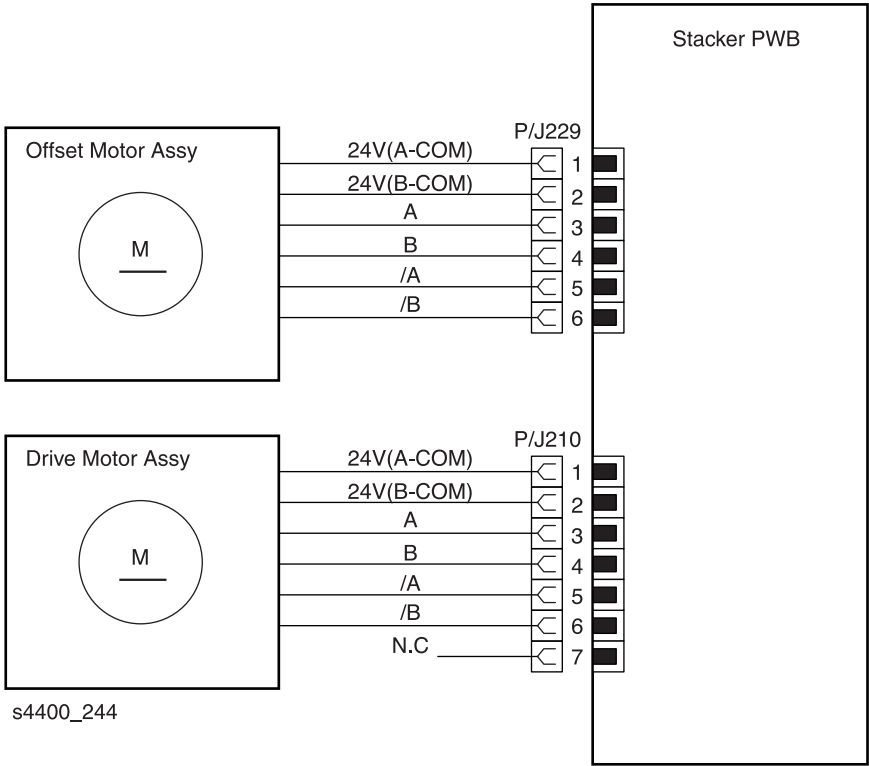 Stacker PWB
Offset Motor Assy
M
P/J229
24V(A-COM) 1
24V(B-COM) 2
A 3
B 4
/A 5
/B 6
Drive Motor Assy
M
P/J210
24V(A-COM) 1
24V(B-COM) 2
A 3
B 4
/A 5
/B 6
N.C 7
s4400_244